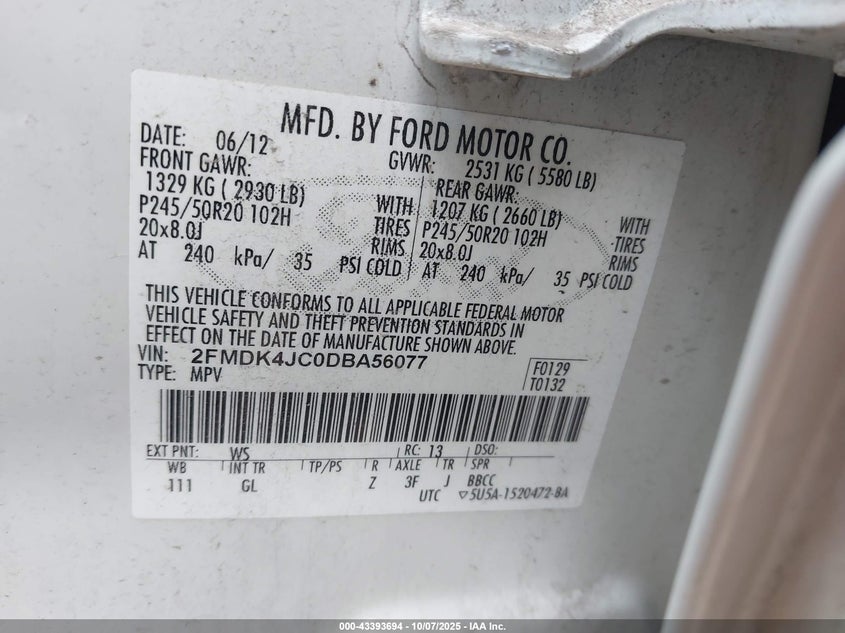 MFD. BY FORD MOTOR CO.
DATE: 06/12 GVWR: 2531 KG ( 5580 LB)
FRONT GAWR: REAR GAWR:
1329 KG ( 2930 LB) WITH 1207 KG ( 2660 LB) WITH
P245/50R20 102H TIRES P245/50R20 102H TIRES
20x8.0J RIMS 20x8.0J RIMS
AT 240 kPa/ 35 PSI COLD AT 240 kPa/ 35 PSI COLD
THIS VEHICLE CONFORMS TO ALL APPLICABLE FEDERAL MOTOR
VEHICLE SAFETY AND THEFT PREVENTION STANDARDS IN
EFFECT ON THE DATE OF MANUFACTURE SHOWN ABOVE.
VIN: 2FMDK4JC0DBA56077 F0129
TYPE: MPV T0132
EXT PNT: WS RC: 13 DSO:
WB INT TR TP/PS R AXLE TR SPR
111 GL Z 3F J BBCC
UTC ▽5U5A-1520472-BA
000-43393694 - 10/07/2025 - IAA Inc.